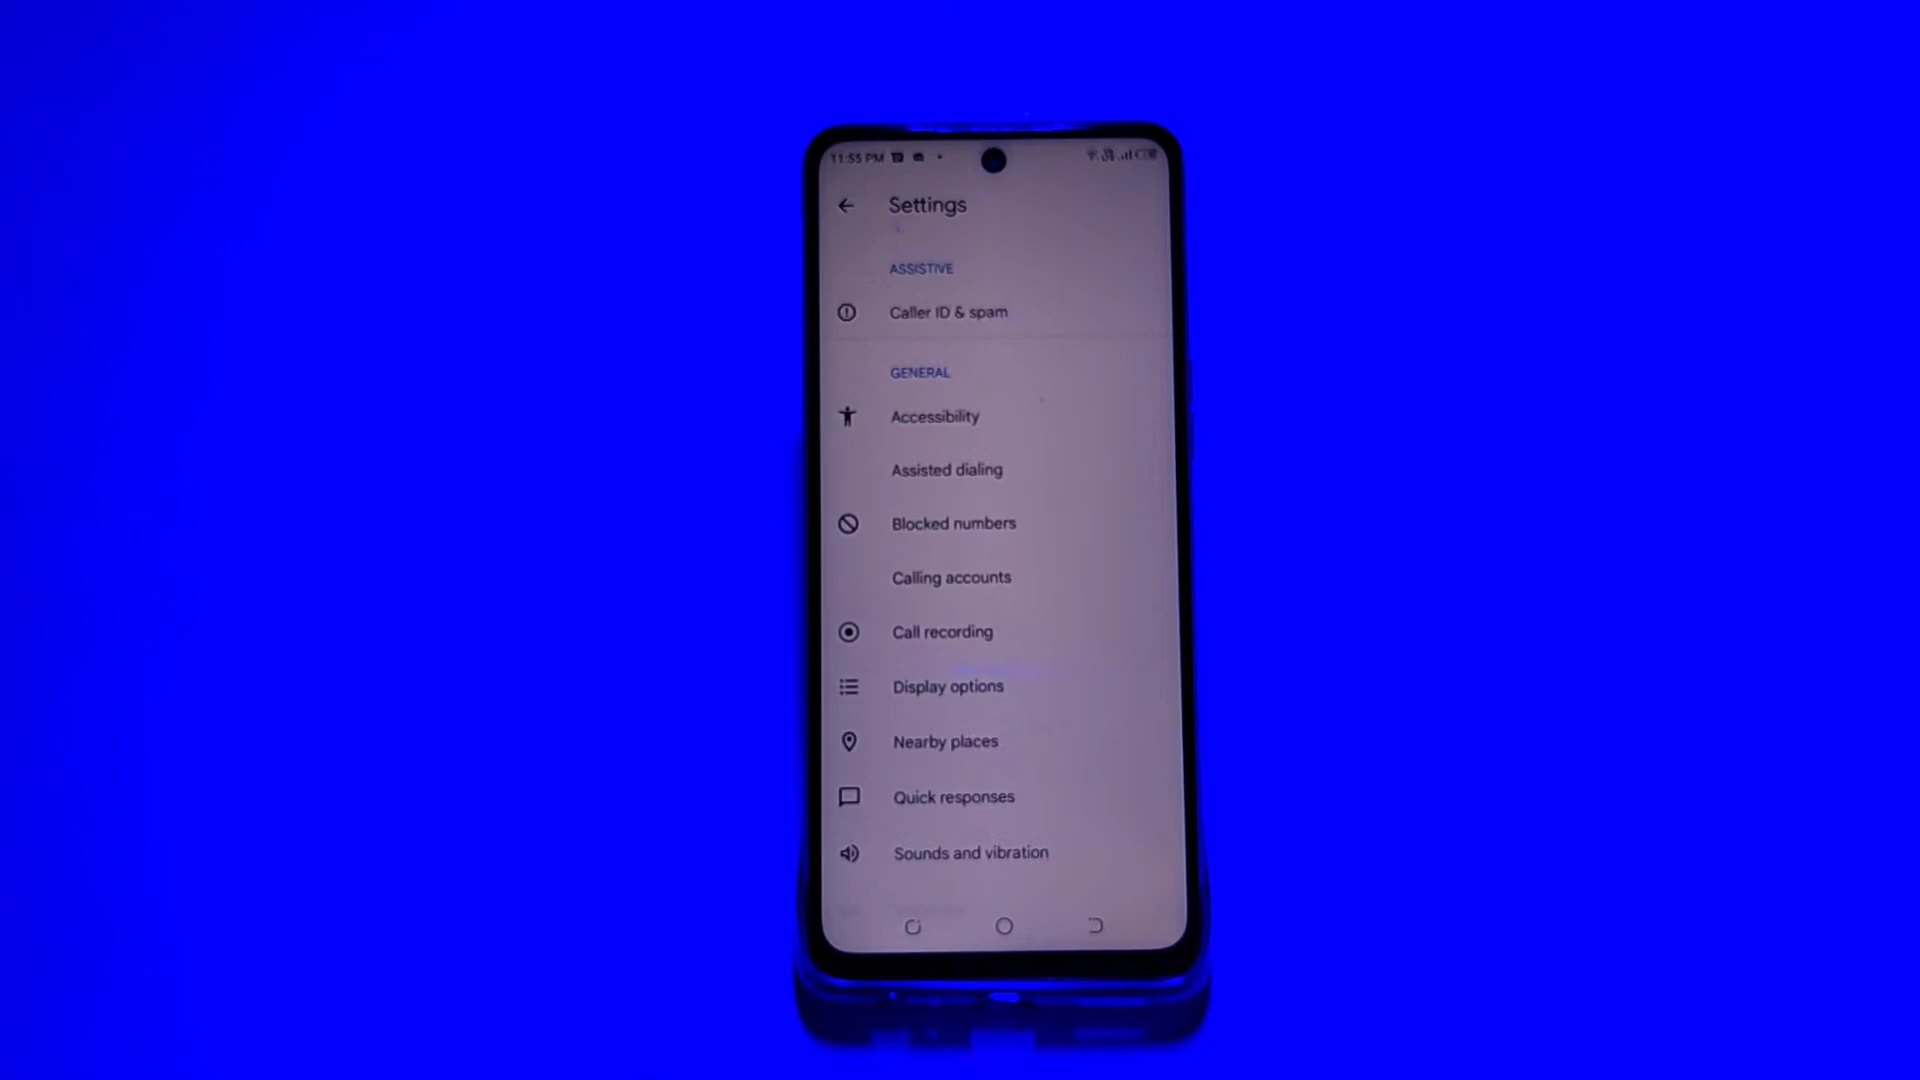 11:55 PM
Settings
ASSISTIVE
Caller ID & spam
GENERAL
Accessibility
Assisted dialing
Blocked numbers
Calling accounts
Call recording
Display options
Nearby places
Quick responses
Sounds and vibration